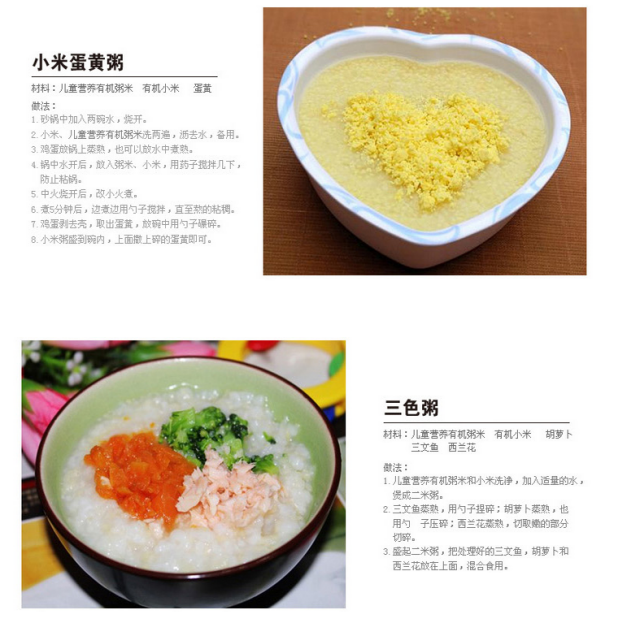 小米蛋黄粥
材料：儿童营养有机粥米 有机小米 蛋黄
做法：
1. 砂锅中加入两碗水，烧开。
2. 小米、儿童营养有机粥米洗两遍，沥去水，备用。
3. 鸡蛋放锅上蒸熟，也可以放水中煮熟。
4. 锅中水开后，放入粥米、小米，用药子搅拌几下，
防止粘锅。
5. 中火烧开后，改小火煮。
6. 煮5分钟后，边煮边用勺子搅拌，直至熬的粘稠。
7. 鸡蛋剥去壳，取出蛋黄，放碗中用勺子碾碎。
8. 小米粥盛到碗内，上面撒上碎的蛋黄即可。
三色粥
材料：儿童营养有机粥米 有机小米 胡萝卜
三文鱼 西兰花
做法：
1. 儿童营养有机粥米和小米洗净，加入适量的水，
煲成二米粥。
2. 三文鱼蒸熟，用勺子捏碎；胡萝卜蒸熟，也
用勺 子压碎；西兰花蒸熟，切取嫩的部分
切碎。
3. 盛起二米粥，把处理好的三文鱼，胡萝卜和
西兰花放在上面，混合食用。